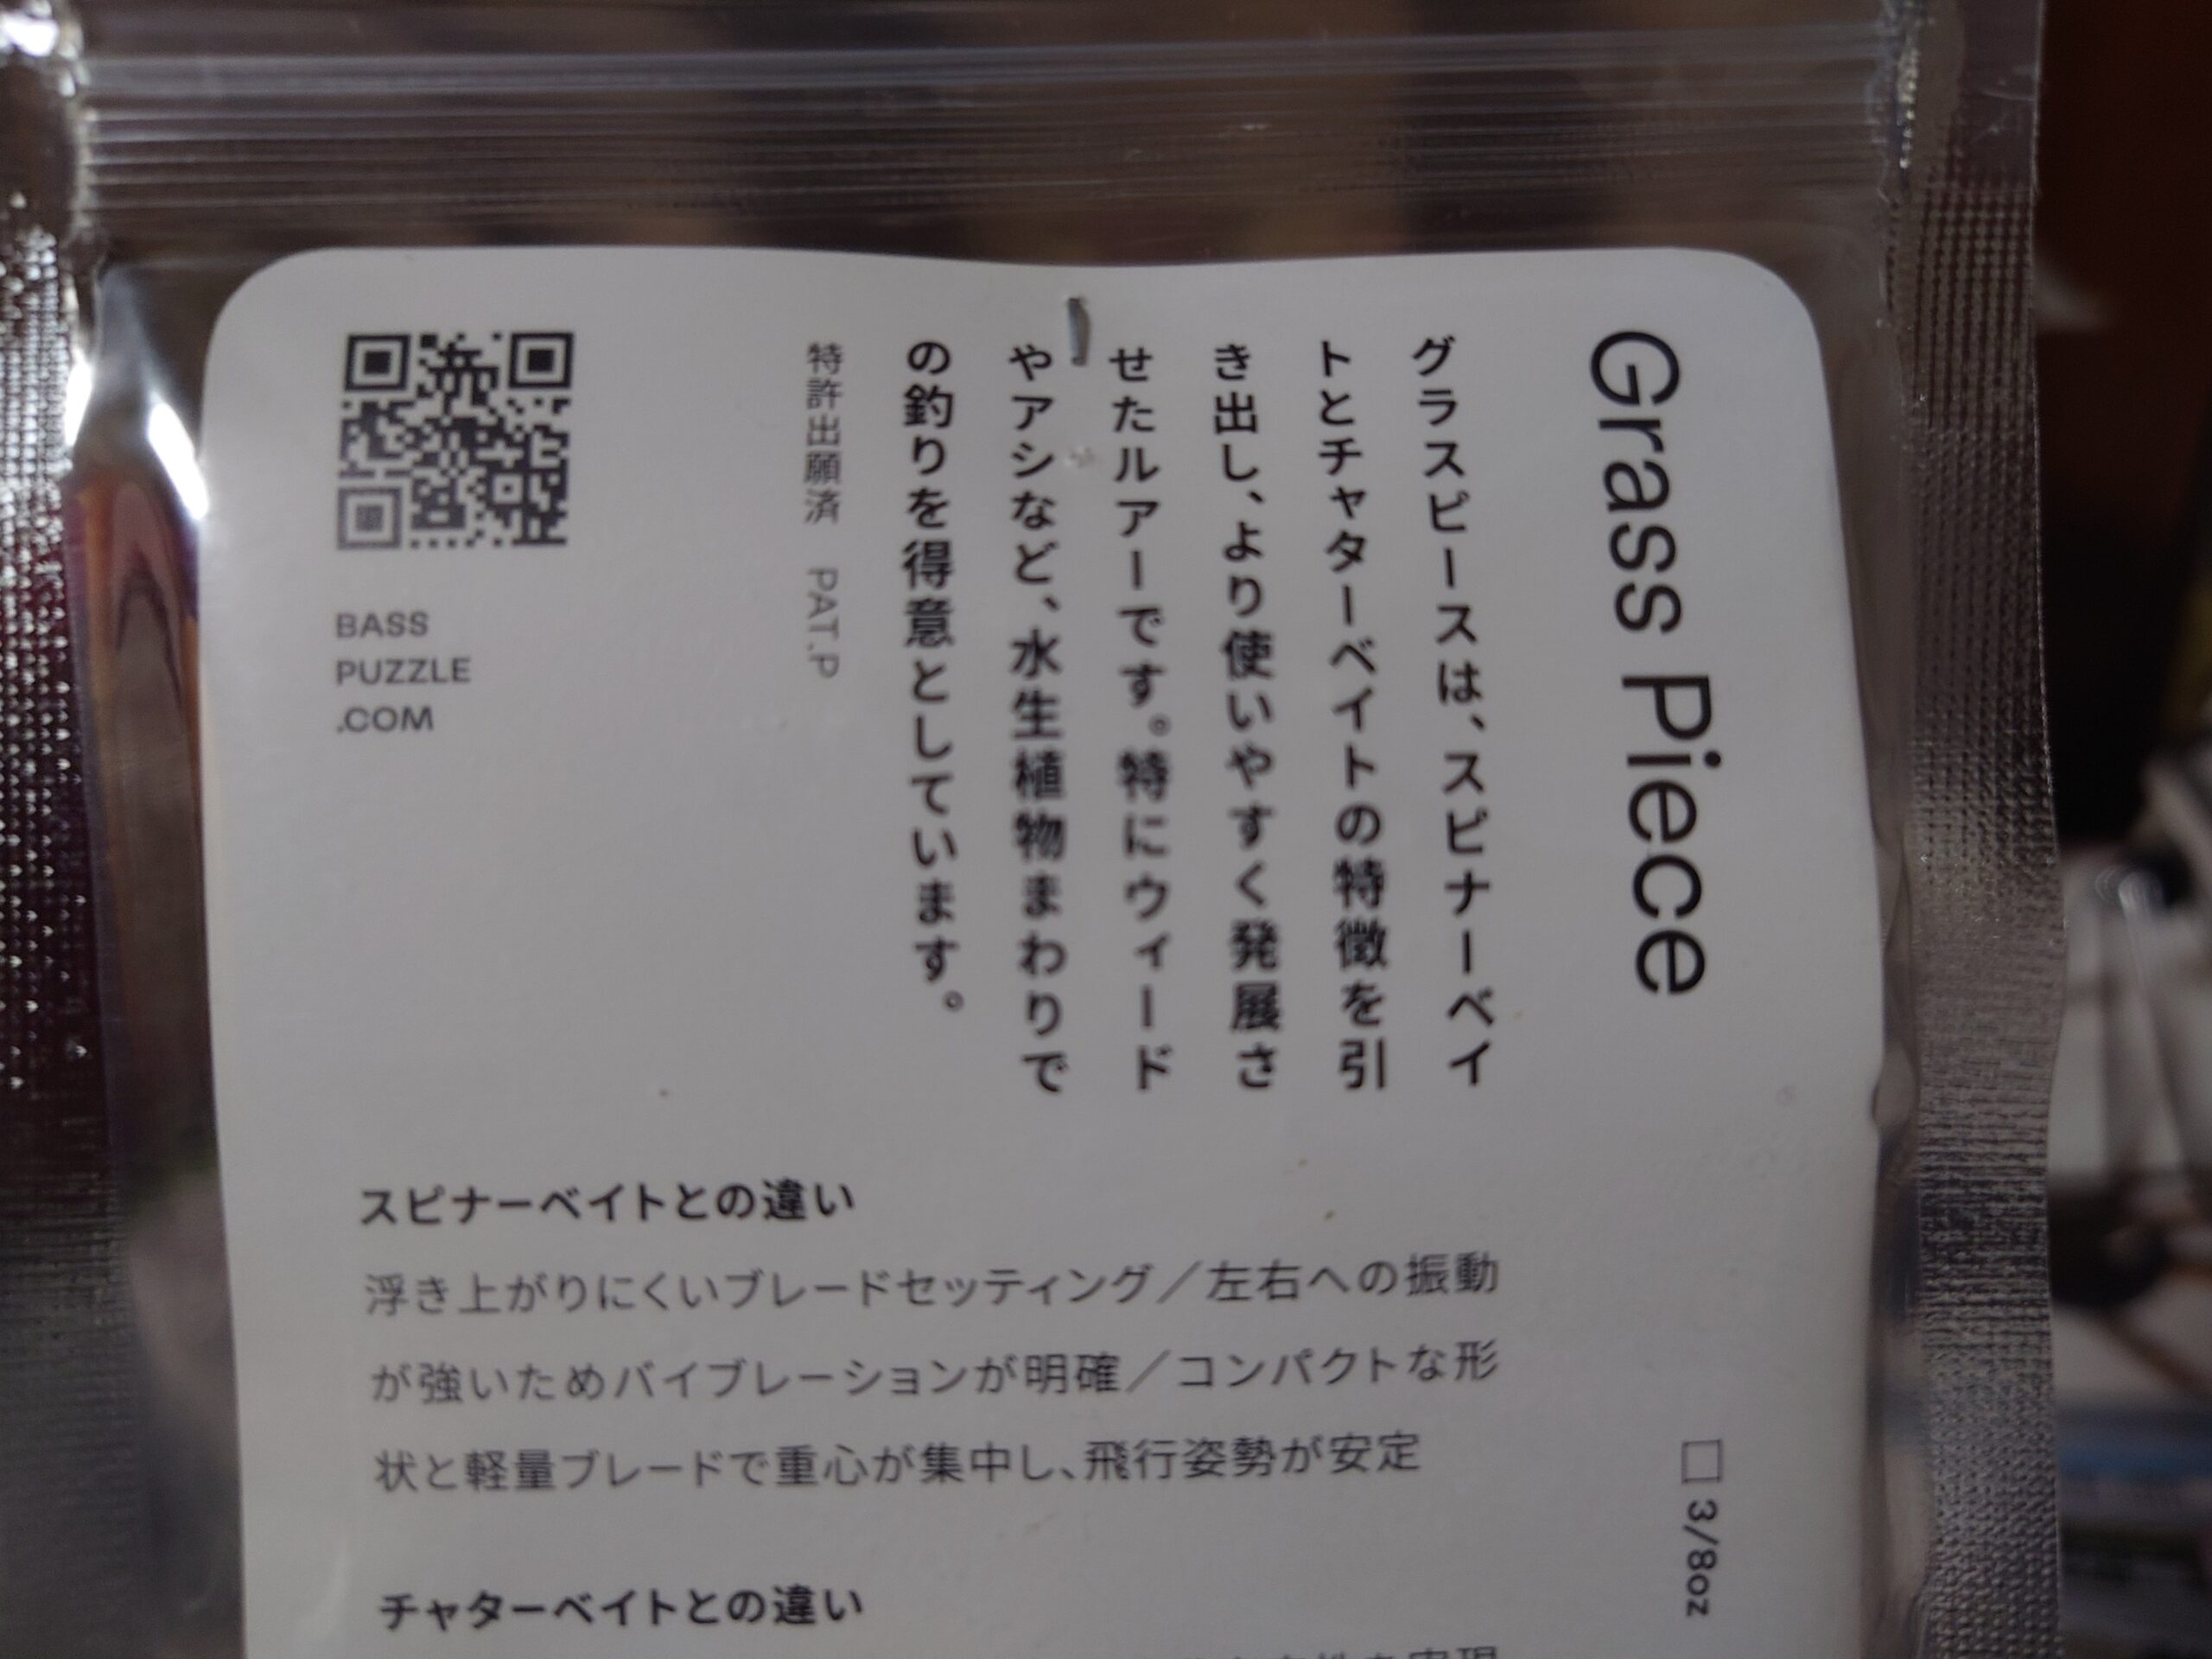 Grass Piece
グラスピースは、スピナーベイ
トとチャターベイトの特徴を引
き出し、より使いやすく発展さ
せたルアーです。特にウィード
やアシなど、水生植物まわりで
の釣りを得意としています。
特許出願済 PAT.P
BASS
PUZZLE
.COM
スピナーベイトとの違い
浮き上がりにくいブレードセッティング／左右への振動
が強いためバイブレーションが明確／コンパクトな形
状と軽量ブレードで重心が集中し、飛行姿勢が安定
□ 3/8oz
チャターベイトとの違い